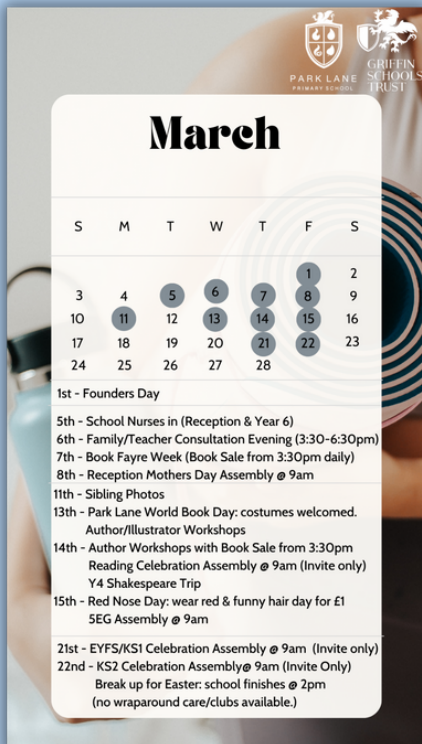 PARK LANE
PRIMARY SCHOOL
GRIFFIN
SCHOOLS
TRUST
March
S M T W T F S
1 2
3 4 5 6 7 8 9
10 11 12 13 14 15 16
17 18 19 20 21 22 23
24 25 26 27 28
1st - Founders Day
5th - School Nurses in (Reception & Year 6)
6th - Family/Teacher Consultation Evening (3:30-6:30pm)
7th - Book Fayre Week (Book Sale from 3:30pm daily)
8th - Reception Mothers Day Assembly @ 9am
11th - Sibling Photos
13th - Park Lane World Book Day: costumes welcomed.
Author/Illustrator Workshops
14th - Author Workshops with Book Sale from 3:30pm
Reading Celebration Assembly @ 9am (Invite only)
Y4 Shakespeare Trip
15th - Red Nose Day: wear red & funny hair day for £1
5EG Assembly @ 9am
21st - EYFS/KS1 Celebration Assembly @ 9am (Invite only)
22nd - KS2 Celebration Assembly@ 9am (Invite Only)
Break up for Easter: school finishes @ 2pm
(no wraparound care/clubs available.)